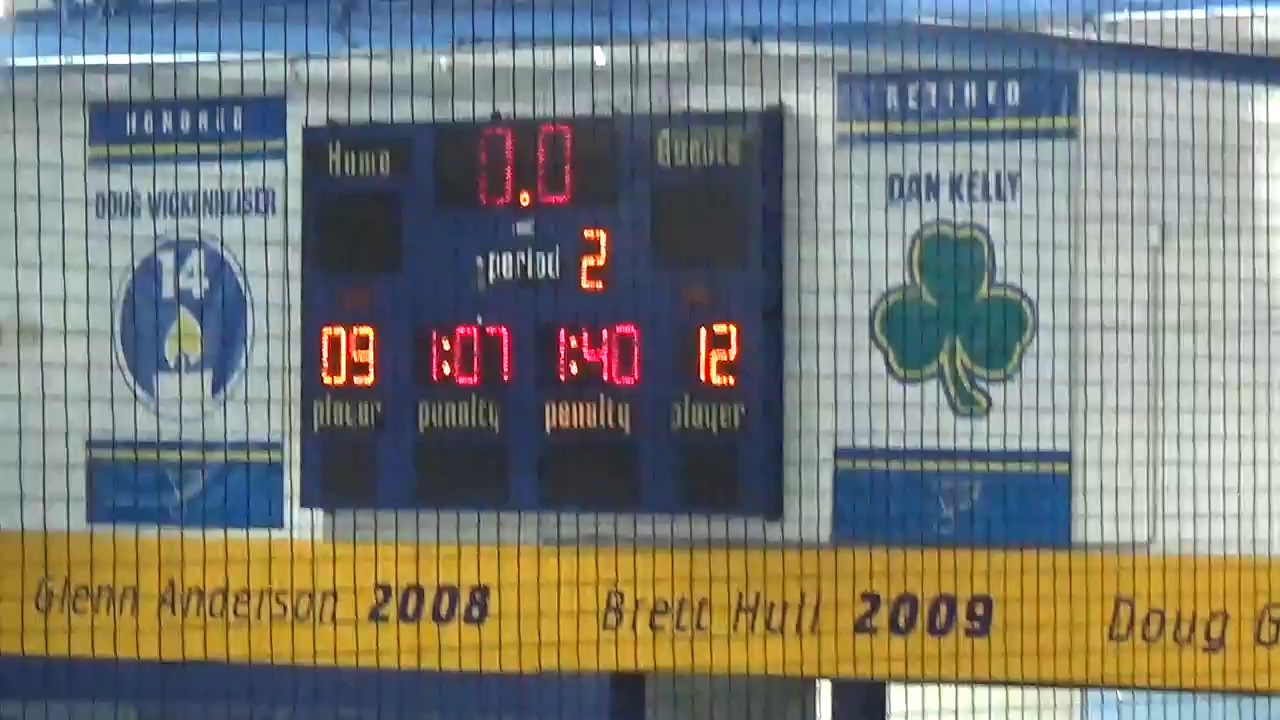 HONORED
DOUG WICKENHEISER
14
Home
0.0
Guests
period 2
09 1:07 1:40 12
player penalty penalty player
RETIRED
DAN KELLY
Glenn Anderson 2008 Brett Hull 2009 Doug G